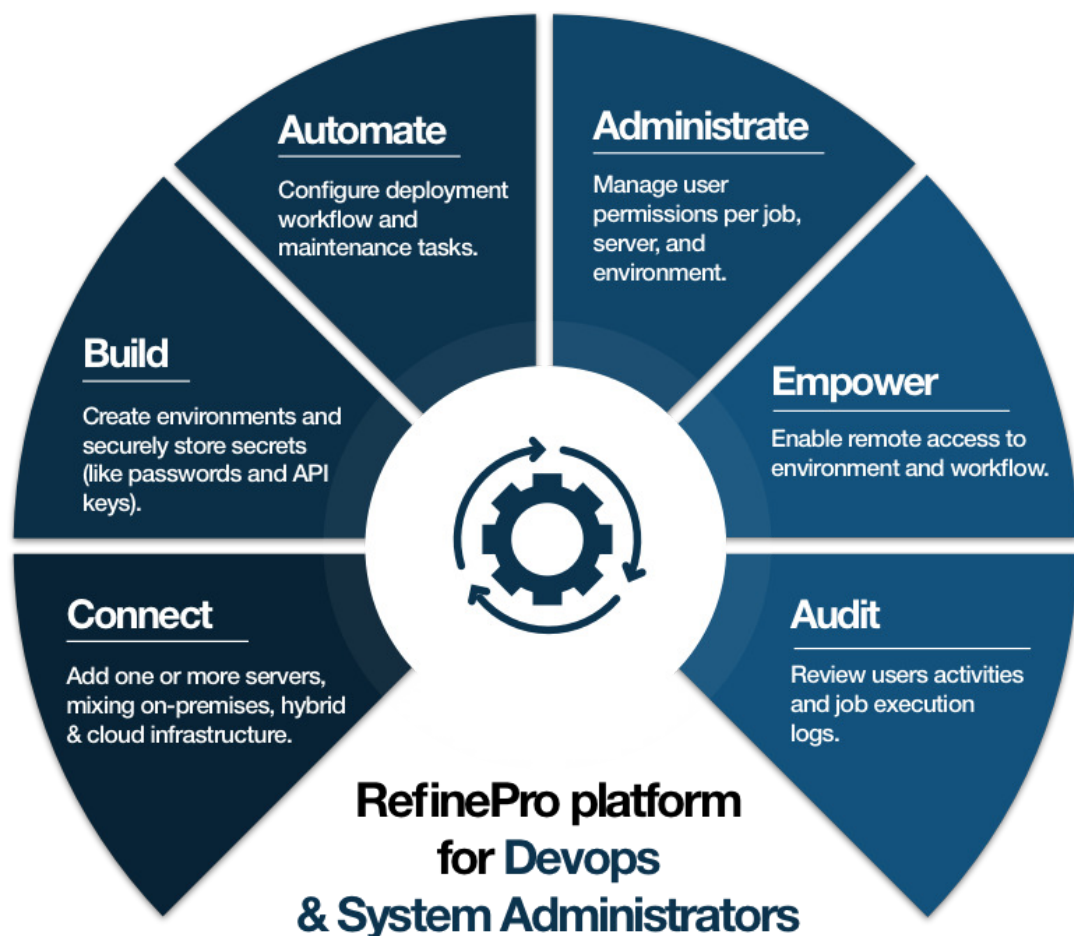 Automate
Configure deployment
workflow and
maintenance tasks.
Administrate
Manage user
permissions per job,
server, and
environment.
Build
Create environments and
securely store secrets
(like passwords and API
keys).
Empower
Enable remote access to
environment and workflow.
Connect
Add one or more servers,
mixing on-premises, hybrid
& cloud infrastructure.
Audit
Review users activities
and job execution
logs.
RefinePro platform
for Devops
& System Administrators